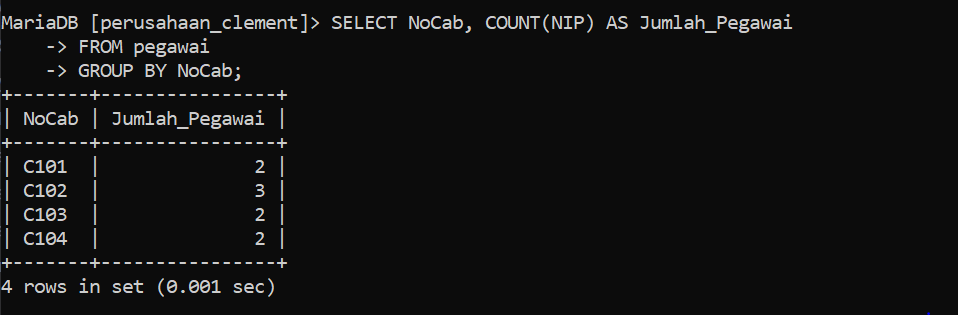 MariaDB [perusahaan_clement]> SELECT NoCab, COUNT(NIP) AS Jumlah_Pegawai
    -> FROM pegawai
    -> GROUP BY NoCab;
+-------+----------------+
| NoCab | Jumlah_Pegawai |
+-------+----------------+
| C101  |              2 |
| C102  |              3 |
| C103  |              2 |
| C104  |              2 |
+-------+----------------+
4 rows in set (0.001 sec)